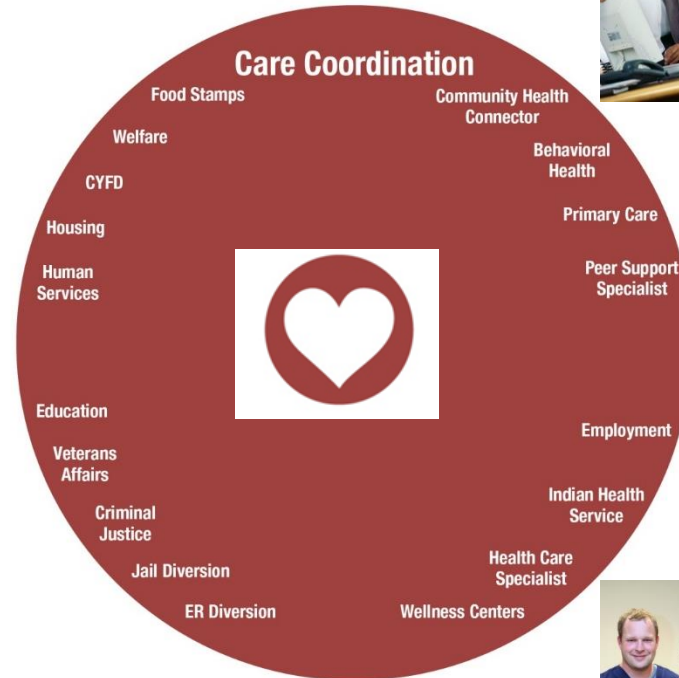 Care Coordination
Food Stamps
Welfare
CYFD
Housing
Human
Services
Education
Veterans
Affairs
Criminal
Justice
Jail Diversion
ER Diversion
Community Health
Connector
Behavioral
Health
Primary Care
Peer Support
Specialist
Employment
Indian Health
Service
Health Care
Specialist
Wellness Centers